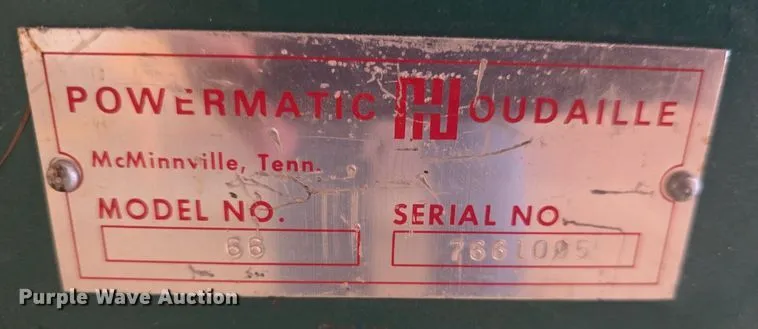 POWERMATIC HOUDAILLE
McMinnville, Tenn.
MODEL NO. SERIAL NO.
66 7661095
Purple Wave Auction